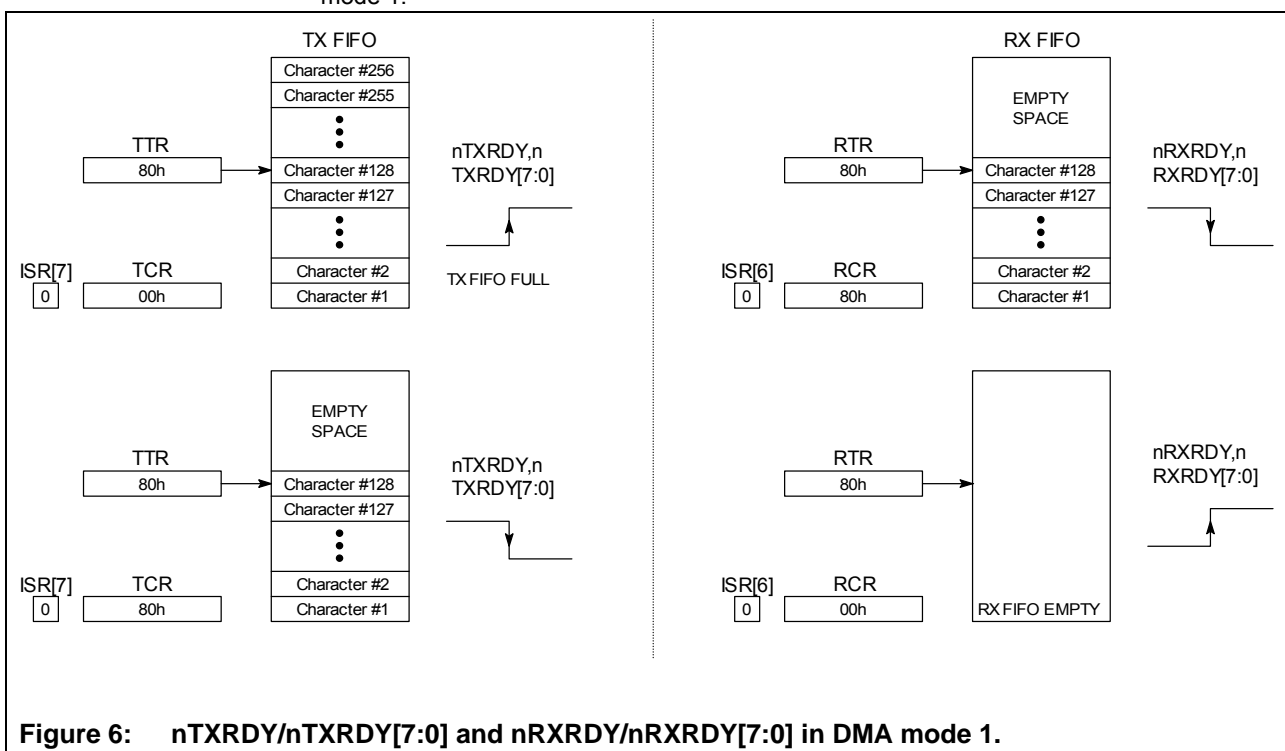 mode 1.
TX FIFO
Character #256
Character #255
TTR
80h
Character #128
Character #127
nTXRDY,n
TXRDY[7:0]
ISR[7]
0
TCR
00h
Character #2
Character #1
TX FIFO FULL
RX FIFO
EMPTY
SPACE
RTR
80h
Character #128
Character #127
nRXRDY,n
RXRDY[7:0]
ISR[6]
0
RCR
80h
Character #2
Character #1
EMPTY
SPACE
TTR
80h
Character #128
Character #127
nTXRDY,n
TXRDY[7:0]
ISR[7]
0
TCR
80h
Character #2
Character #1
RTR
80h
nRXRDY,n
RXRDY[7:0]
ISR[6]
0
RCR
00h
RX FIFO EMPTY
Figure 6: nTXRDY/nTXRDY[7:0] and nRXRDY/nRXRDY[7:0] in DMA mode 1.